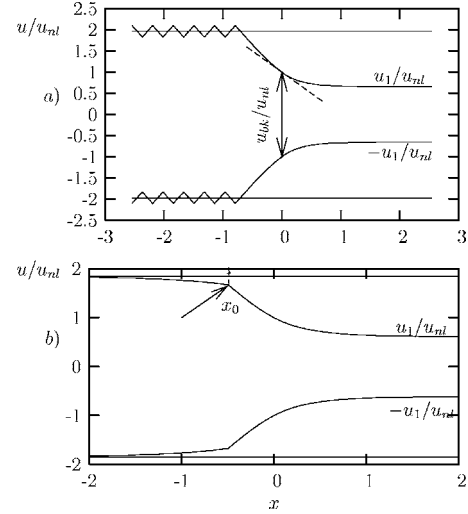 u/u_{nl}
2.5
2
1.5
1
0.5
0
-0.5
-1
-1.5
-2
-2.5
a)
u_1/u_{nl}
u_{bk}/u_{nl}
-u_1/u_{nl}
-3 -2 -1 0 1 2 3
u/u_{nl}
2
1
0
-1
-2
b)
x_0
u_1/u_{nl}
-u_1/u_{nl}
-2 -1 0 1 2
x